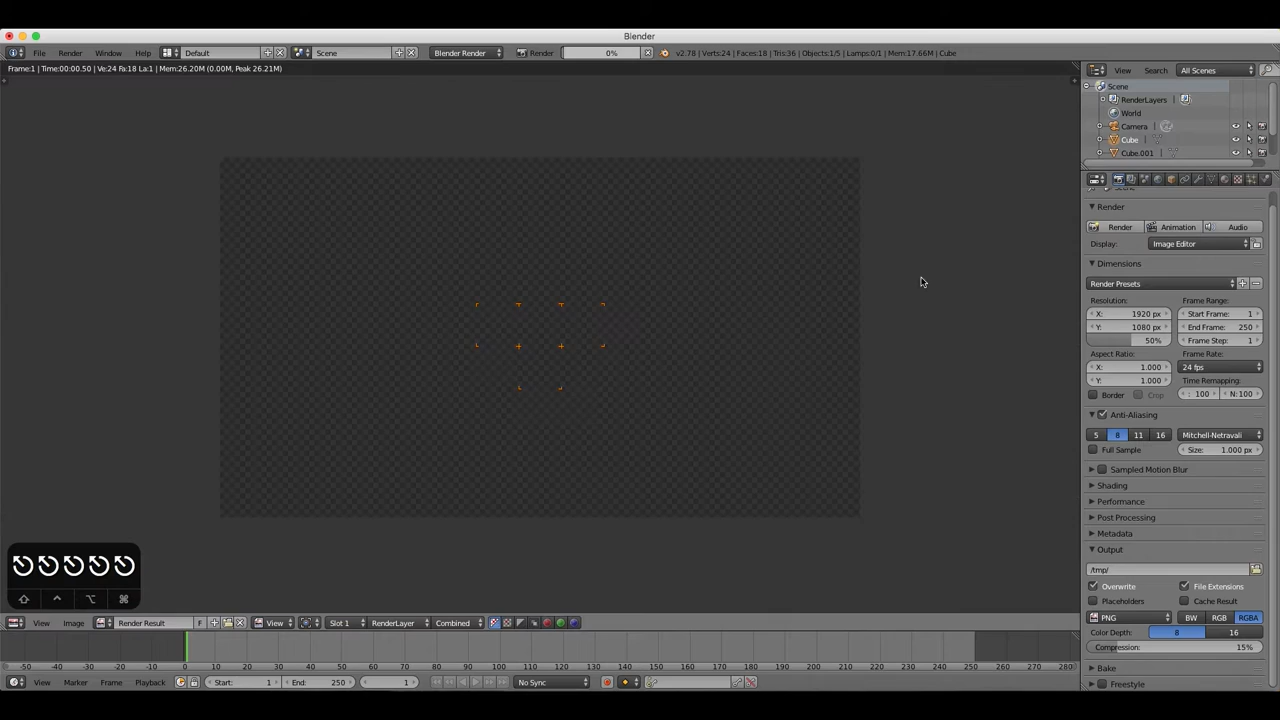 Blender
File Render Window Help Default Scene Blender Render Render 0% v2.78 | Verts:24 | Faces:18 | Tris:36 | Objects:1/5 | Lamps:0/1 | Mem:17.66M | Cube
Frame:1 | Time:00:00.50 | Ve:24 Fa:18 La:1 | Mem:26.20M (0.00M, Peak 26.21M)
View Search All Scenes
Scene
RenderLayers
World
Camera
Cube
Cube.001
Render
Render Animation Audio
Display: Image Editor
Dimensions
Render Presets
Resolution: Frame Range:
X: 1920 px Start Frame: 1
Y: 1080 px End Frame: 250
50% Frame Step: 1
Aspect Ratio: Frame Rate:
X: 1.000 24 fps
Y: 1.000 Time Remapping:
Border Crop : 100 N:100
Anti-Aliasing
5 8 11 16 Mitchell-Netravali
Full Sample Size: 1.000 px
Sampled Motion Blur
Shading
Performance
Post Processing
Metadata
Output
/tmp/
Overwrite File Extensions
Placeholders Cache Result
PNG BW RGB RGBA
Color Depth: 8 16
Compression: 15%
Bake
Freestyle
View Image Render Result F View Slot 1 RenderLayer Combined
-50 -40 -30 -20 -10 0 10 20 30 40 50 60 70 80 90 100 110 120 130 140 150 160 170 180 190 200 210 220 230 240 250 260 270 280
View Marker Frame Playback Start: 1 End: 250 1 No Sync